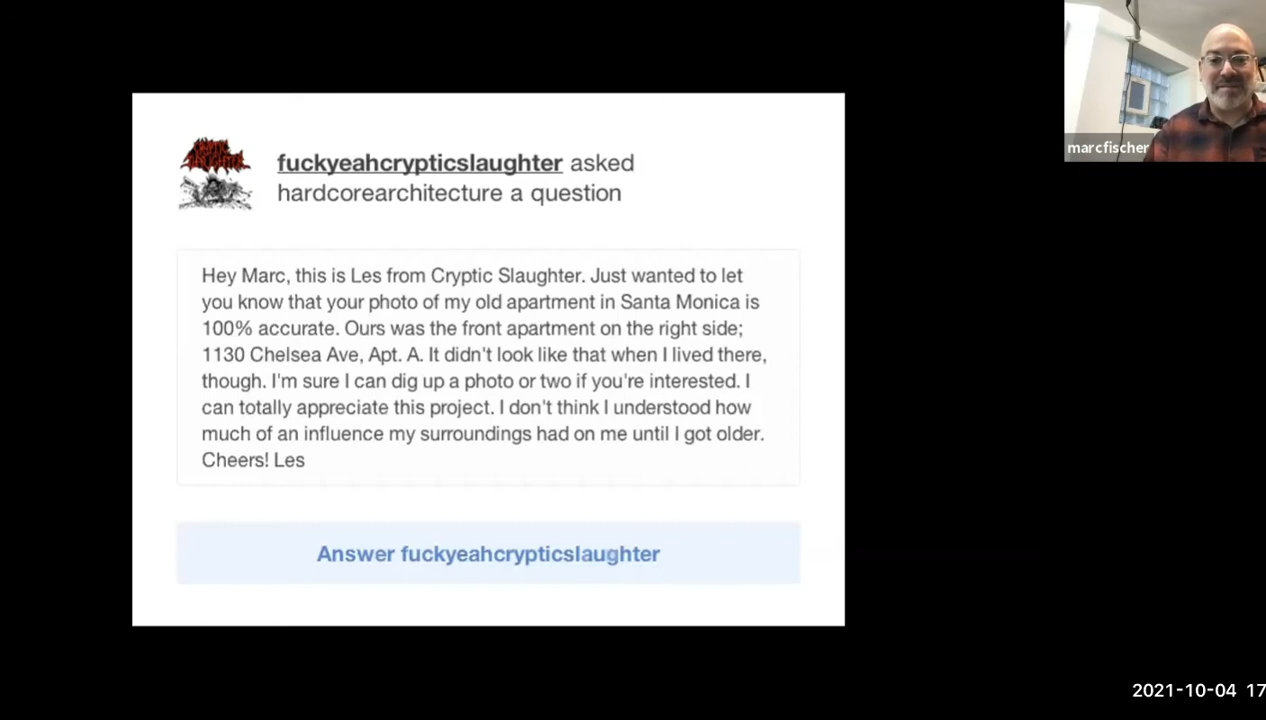 CRYPTIC
SLAUGHTER
fuckyeahcrypticslaughter asked
hardcorearchitecture a question
Hey Marc, this is Les from Cryptic Slaughter. Just wanted to let
you know that your photo of my old apartment in Santa Monica is
100% accurate. Ours was the front apartment on the right side;
1130 Chelsea Ave, Apt. A. It didn't look like that when I lived there,
though. I'm sure I can dig up a photo or two if you're interested. I
can totally appreciate this project. I don't think I understood how
much of an influence my surroundings had on me until I got older.
Cheers! Les
Answer fuckyeahcrypticslaughter
marcfischer
2021-10-04 17